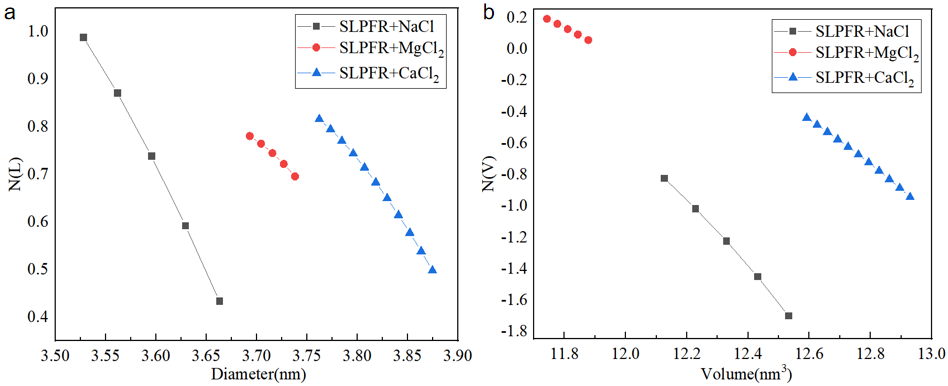 a
1.0
0.9
0.8
0.7
0.6
0.5
0.4
N(L)
3.50 3.55 3.60 3.65 3.70 3.75 3.80 3.85 3.90
Diameter(nm)
SLPFR+NaCl
SLPFR+MgCl₂
SLPFR+CaCl₂
b
0.2
0.0
-0.2
-0.4
-0.6
-0.8
-1.0
-1.2
-1.4
-1.6
-1.8
N(V)
11.8 12.0 12.2 12.4 12.6 12.8 13.0
Volume(nm³)
SLPFR+NaCl
SLPFR+MgCl₂
SLPFR+CaCl₂